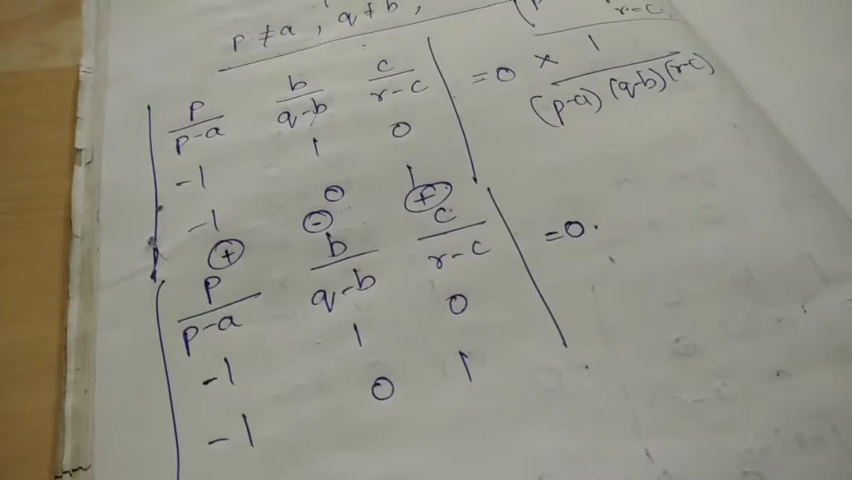 p ≠ a , q ≠ b ,
r-c
| p/(p-a) b/(q-b) c/(r-c) | = 0 × 1/((p-a)(q-b)(r-c))
-1 1 0
-1 0 1
+ - +
| p/(p-a) b/(q-b) c/(r-c) | = 0.
-1 1 0
-1 0 1